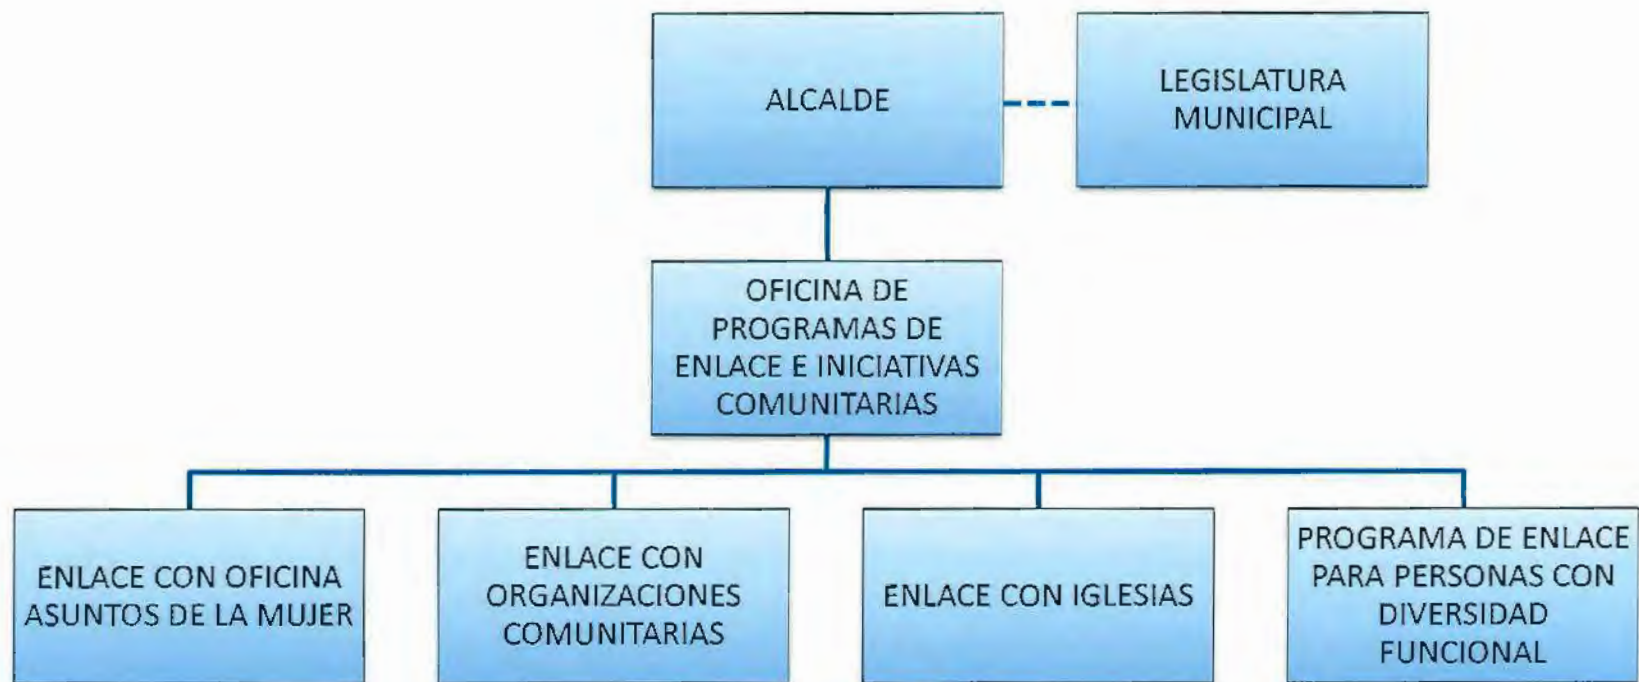 ALCALDE
LEGISLATURA
MUNICIPAL
OFICINA DE
PROGRAMAS DE
ENLACE E INICIATIVAS
COMUNITARIAS
ENLACE CON OFICINA
ASUNTOS DE LA MUJER
ENLACE CON
ORGANIZACIONES
COMUNITARIAS
ENLACE CON IGLESIAS
PROGRAMA DE ENLACE
PARA PERSONAS CON
DIVERSIDAD
FUNCIONAL